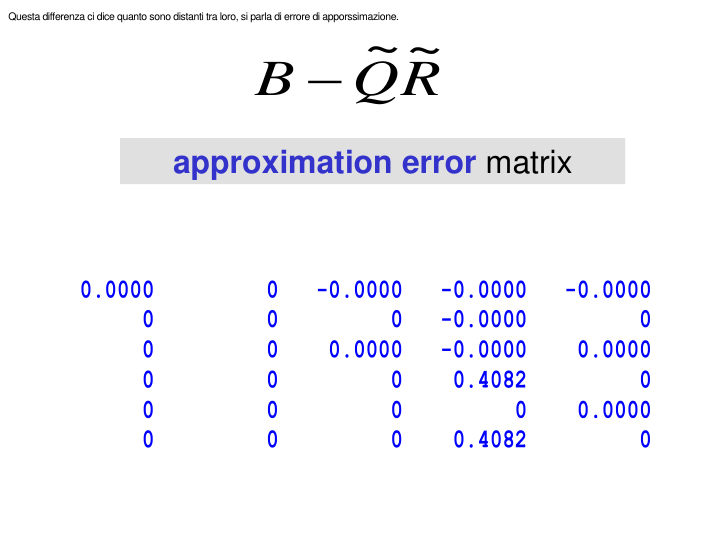 Questa differenza ci dice quanto sono distanti tra loro, si parla di errore di apporssimazione.
B − Q̃R̃
approximation error matrix
0.0000 0 -0.0000 -0.0000 -0.0000
0 0 0 -0.0000 0
0 0 0.0000 -0.0000 0.0000
0 0 0 0.4082 0
0 0 0 0 0.0000
0 0 0 0.4082 0